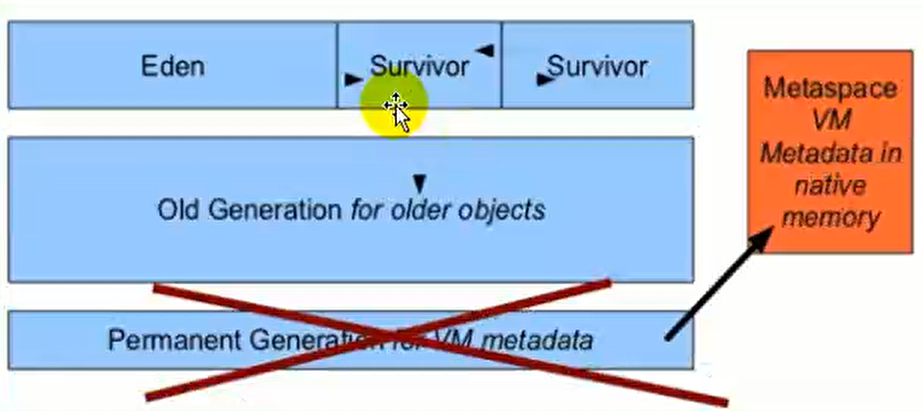 Eden
Survivor
Survivor
Old Generation for older objects
Permanent Generation for VM metadata
Metaspace
VM
Metadata in
native
memory